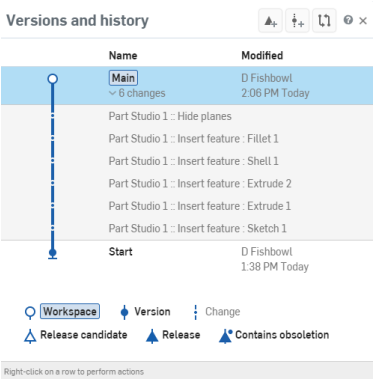 Versions and history
Name Modified
Main D Fishbowl
6 changes 2:06 PM Today
Part Studio 1 :: Hide planes
Part Studio 1 :: Insert feature : Fillet 1
Part Studio 1 :: Insert feature : Shell 1
Part Studio 1 :: Insert feature : Extrude 2
Part Studio 1 :: Insert feature : Extrude 1
Part Studio 1 :: Insert feature : Sketch 1
Start D Fishbowl
1:38 PM Today
Workspace Version Change
Release candidate Release Contains obsoletion
Right-click on a row to perform actions